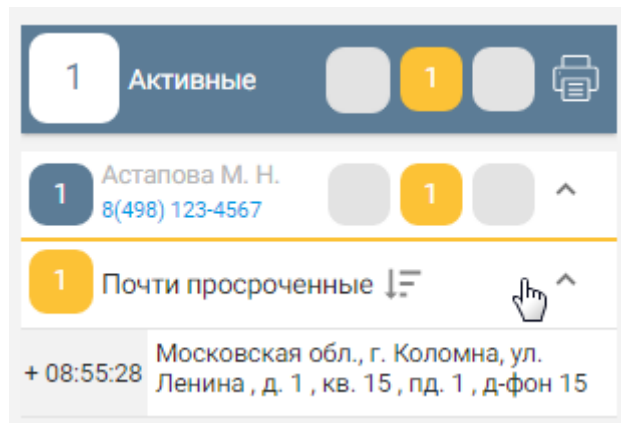 1 Активные 1
1 Астапова М. Н. 1
8(498) 123-4567
1 Почти просроченные
+ 08:55:28 Московская обл., г. Коломна, ул.
Ленина , д. 1 , кв. 15 , пд. 1 , д-фон 15